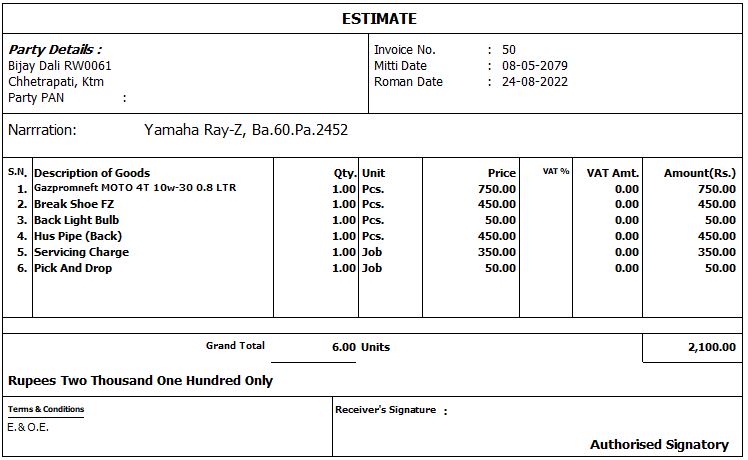 ESTIMATE
Party Details :
Bijay Dali RW0061
Chhetrapati, Ktm
Party PAN :
Invoice No. : 50
Mitti Date : 08-05-2079
Roman Date : 24-08-2022
Narrration: Yamaha Ray-Z, Ba.60.Pa.2452
S.N. Description of Goods Qty. Unit Price VAT % VAT Amt. Amount(Rs.)
1. Gazpromneft MOTO 4T 10w-30 0.8 LTR 1.00 Pcs. 750.00 0.00 750.00
2. Break Shoe FZ 1.00 Pcs. 450.00 0.00 450.00
3. Back Light Bulb 1.00 Pcs. 50.00 0.00 50.00
4. Hus Pipe (Back) 1.00 Pcs. 450.00 0.00 450.00
5. Servicing Charge 1.00 Job 350.00 0.00 350.00
6. Pick And Drop 1.00 Job 50.00 0.00 50.00
Grand Total 6.00 Units 2,100.00
Rupees Two Thousand One Hundred Only
Terms & Conditions
E.& O.E.
Receiver's Signature :
Authorised Signatory